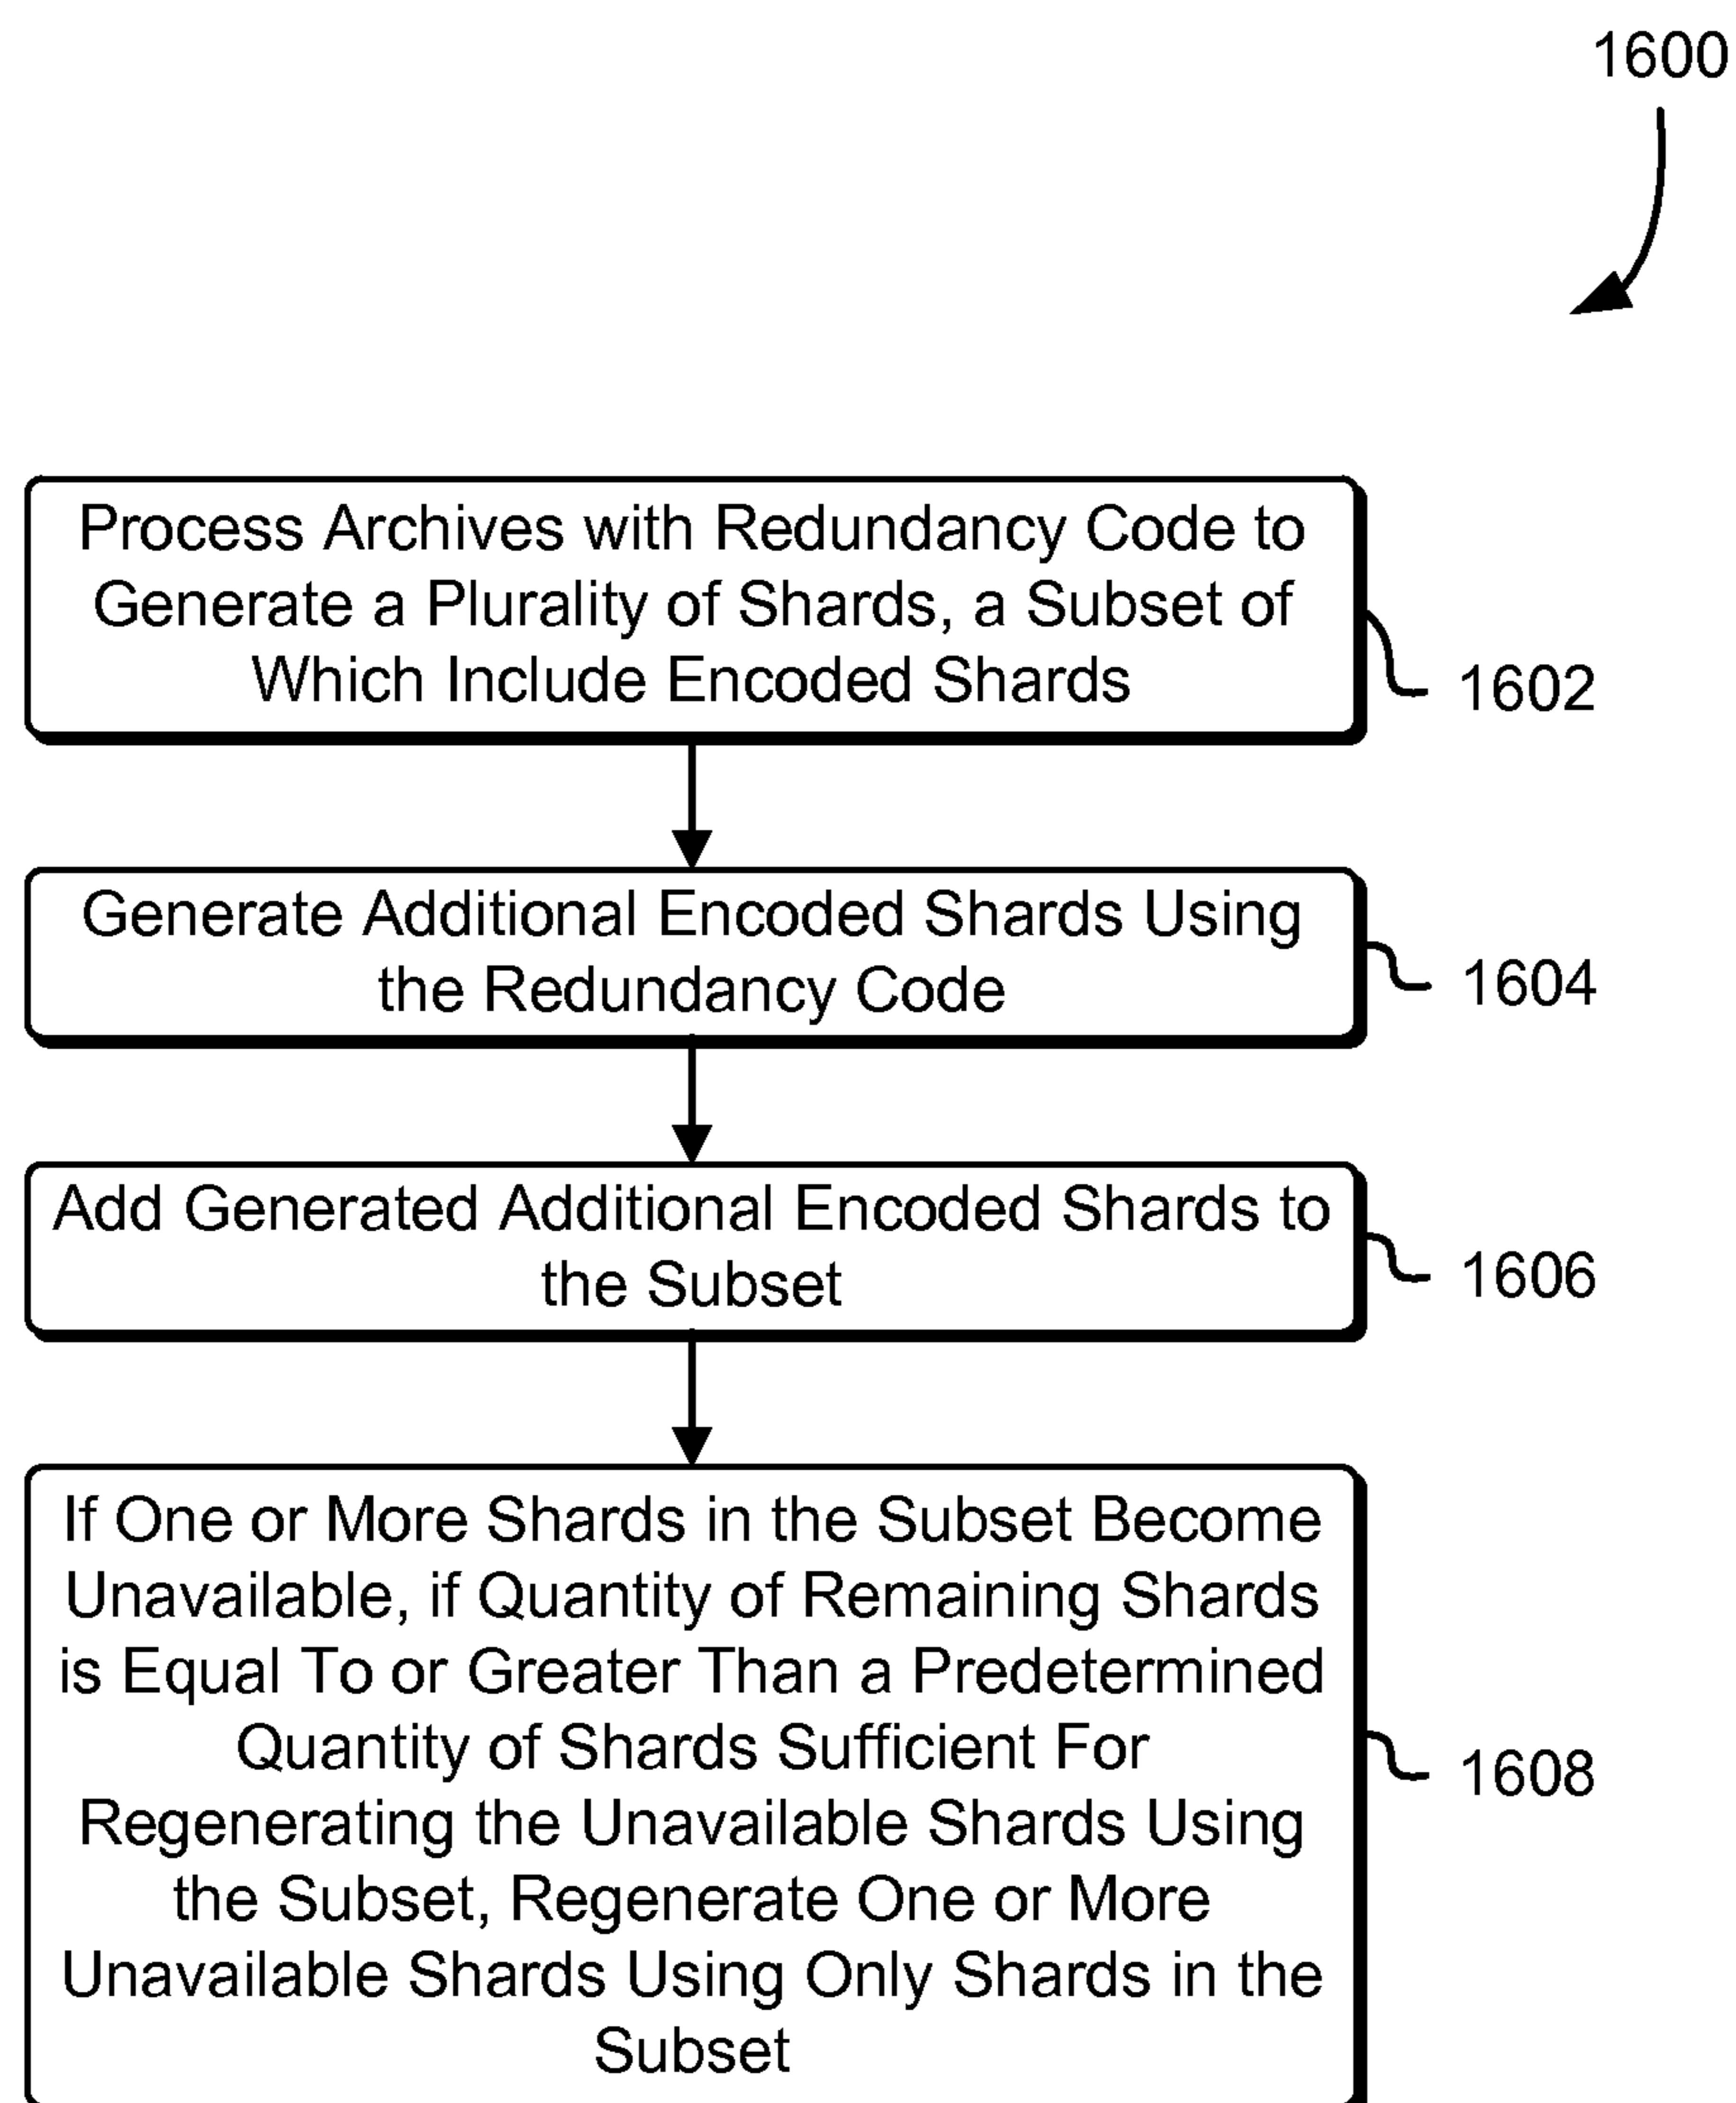 1600
Process Archives with Redundancy Code to
Generate a Plurality of Shards, a Subset of
Which Include Encoded Shards
1602
Generate Additional Encoded Shards Using
the Redundancy Code
1604
Add Generated Additional Encoded Shards to
the Subset
1606
If One or More Shards in the Subset Become
Unavailable, if Quantity of Remaining Shards
is Equal To or Greater Than a Predetermined
Quantity of Shards Sufficient For
Regenerating the Unavailable Shards Using
the Subset, Regenerate One or More
Unavailable Shards Using Only Shards in the
Subset
1608